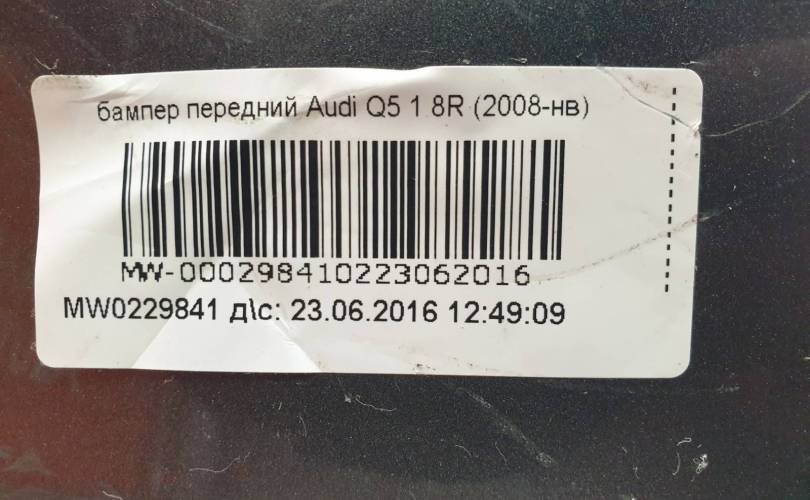 бампер передний Audi Q5 1 8R (2008-нв)
MW-000298410223062016
MW0229841 д\с: 23.06.2016 12:49:09